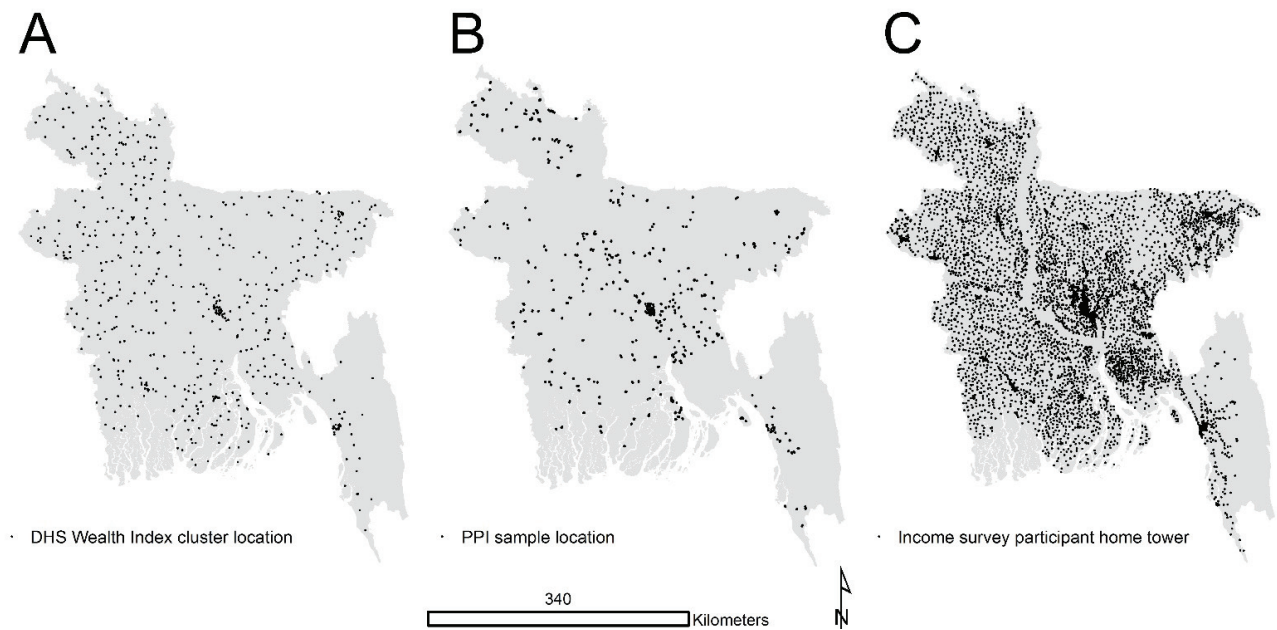 A
B
C
DHS Wealth Index cluster location
PPI sample location
Income survey participant home tower
340
Kilometers
N